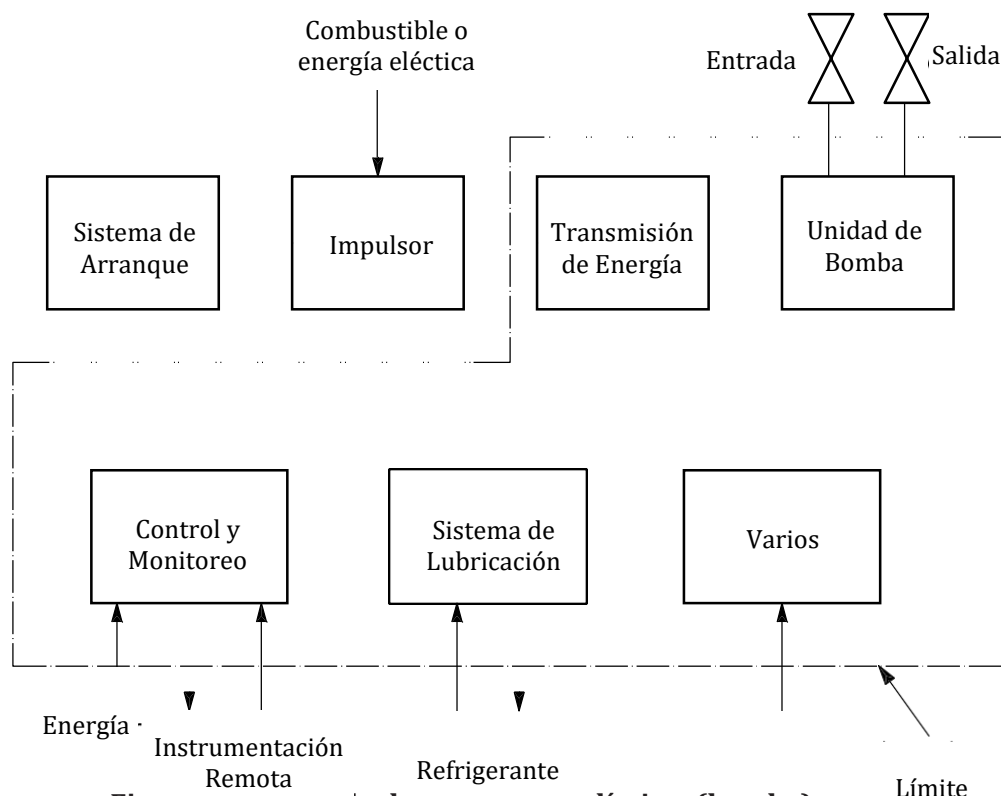 Combustible o
energía eléctica
Entrada
Salida
Sistema de
Arranque
Impulsor
Transmisión
de Energía
Unidad de
Bomba
Control y
Monitoreo
Sistema de
Lubricación
Varios
Energía
Instrumentación
Remota
Refrigerante
Límite